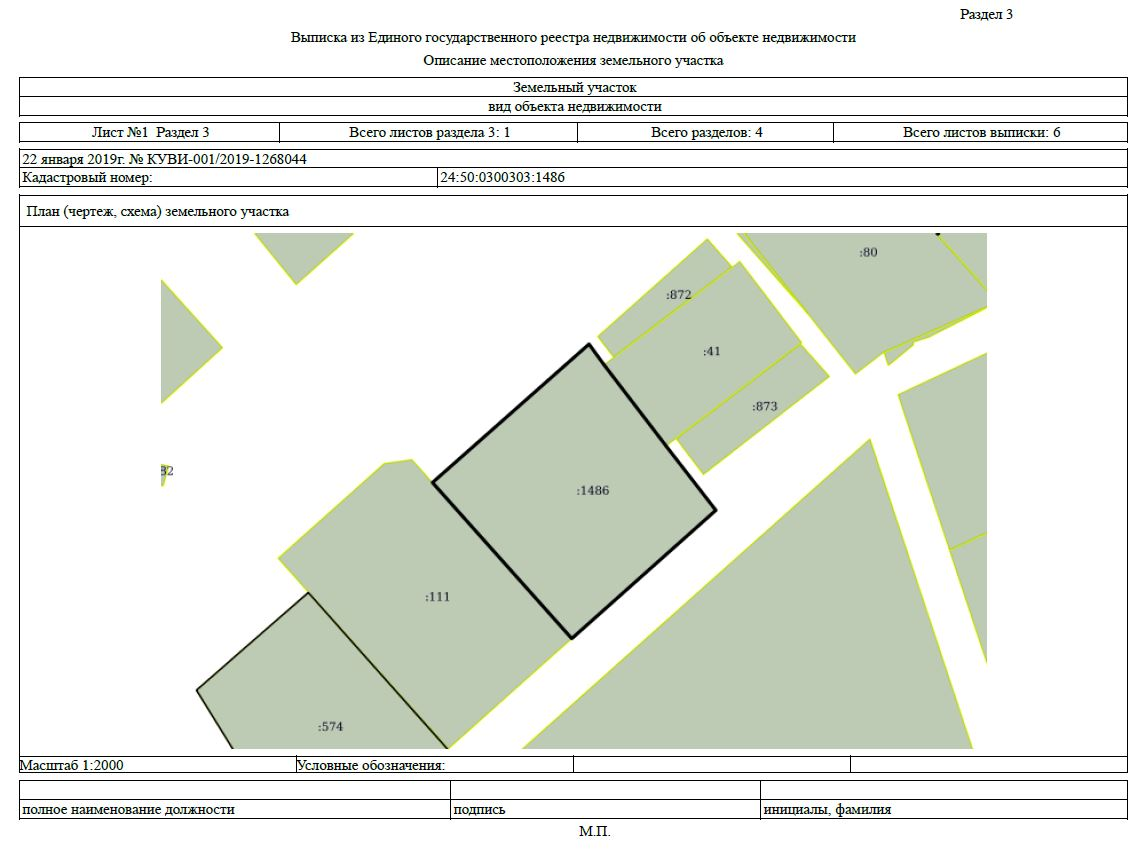 Раздел 3
Выписка из Единого государственного реестра недвижимости об объекте недвижимости
Описание местоположения земельного участка
Земельный участок
вид объекта недвижимости
Лист №1 Раздел 3 Всего листов раздела 3: 1 Всего разделов: 4 Всего листов выписки: 6
22 января 2019г. № КУВИ-001/2019-1268044
Кадастровый номер: 24:50:0300303:1486
План (чертеж, схема) земельного участка
:80
:872
:41
:873
82
:1486
:111
:574
Масштаб 1:2000 Условные обозначения:
полное наименование должности подпись инициалы, фамилия
М.П.